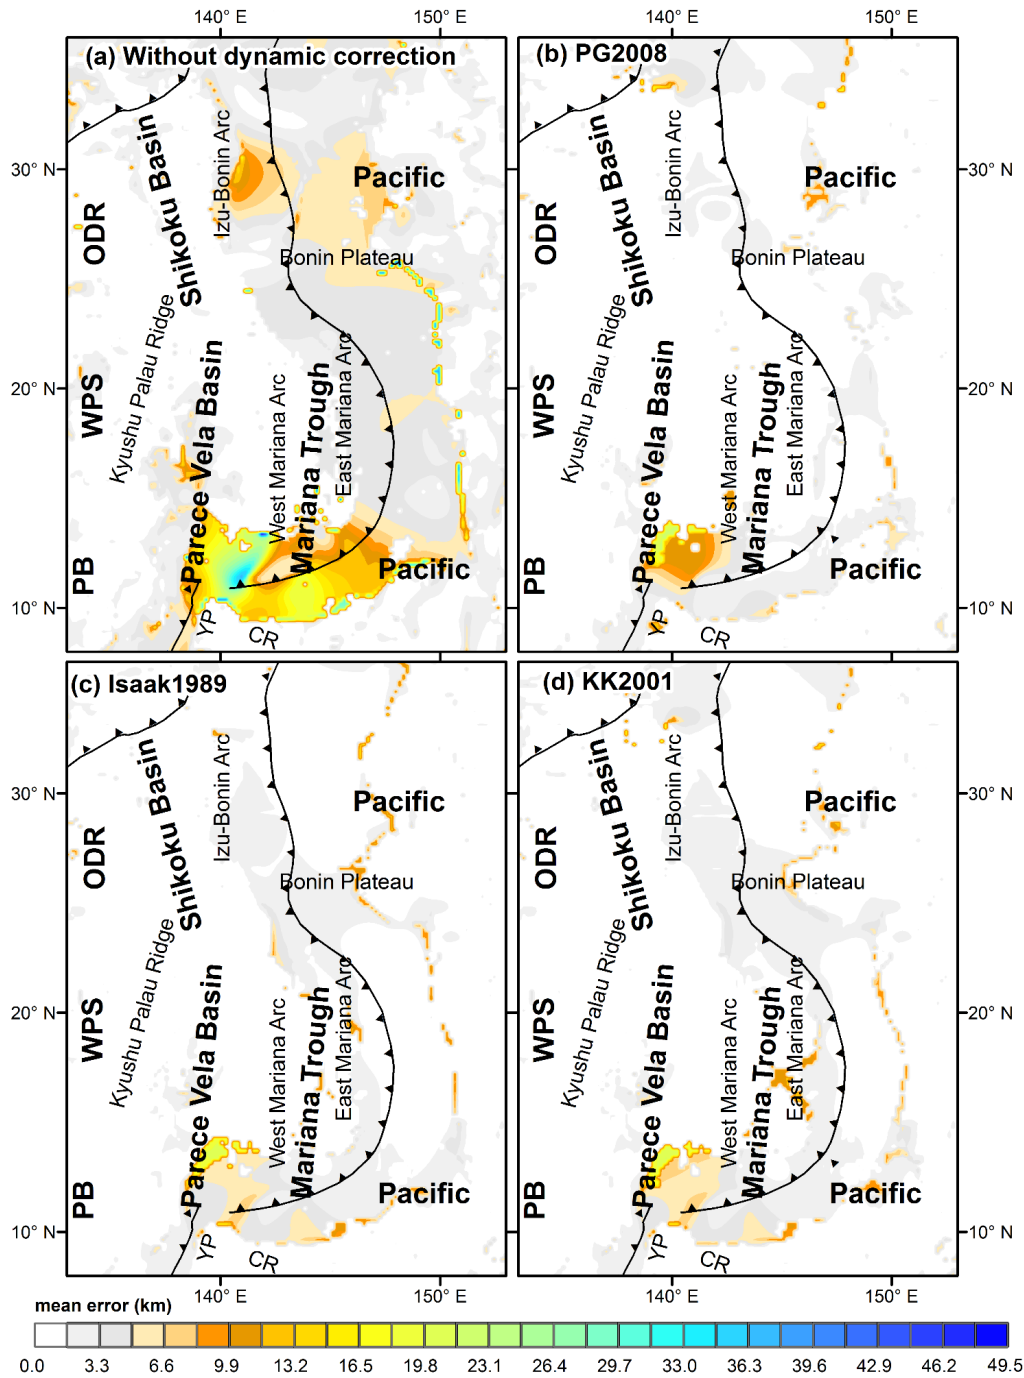 140° E
150° E
(a) Without dynamic correction
(b) PG2008
30° N
20° N
10° N
Shikoku Basin
Izu-Bonin Arc
Pacific
ODR
Bonin Plateau
Kyushu Palau Ridge
WPS
Parece Vela Basin
West Mariana Arc
Mariana Trough
East Mariana Arc
PB
Pacific
YP
CR
140° E
150° E
Shikoku Basin
Izu-Bonin Arc
Pacific
ODR
Bonin Plateau
Kyushu Palau Ridge
WPS
Parece Vela Basin
West Mariana Arc
Mariana Trough
East Mariana Arc
PB
Pacific
YP
CR
30° N
20° N
10° N
(c) Isaak1989
(d) KK2001
30° N
20° N
10° N
Shikoku Basin
Izu-Bonin Arc
Pacific
ODR
Bonin Plateau
Kyushu Palau Ridge
WPS
Parece Vela Basin
West Mariana Arc
Mariana Trough
East Mariana Arc
PB
Pacific
YP
CR
140° E
150° E
Shikoku Basin
Izu-Bonin Arc
Pacific
ODR
Bonin Plateau
Kyushu Palau Ridge
WPS
Parece Vela Basin
West Mariana Arc
Mariana Trough
East Mariana Arc
PB
Pacific
YP
CR
30° N
20° N
10° N
140° E
150° E
mean error (km)
0.0 3.3 6.6 9.9 13.2 16.5 19.8 23.1 26.4 29.7 33.0 36.3 39.6 42.9 46.2 49.5